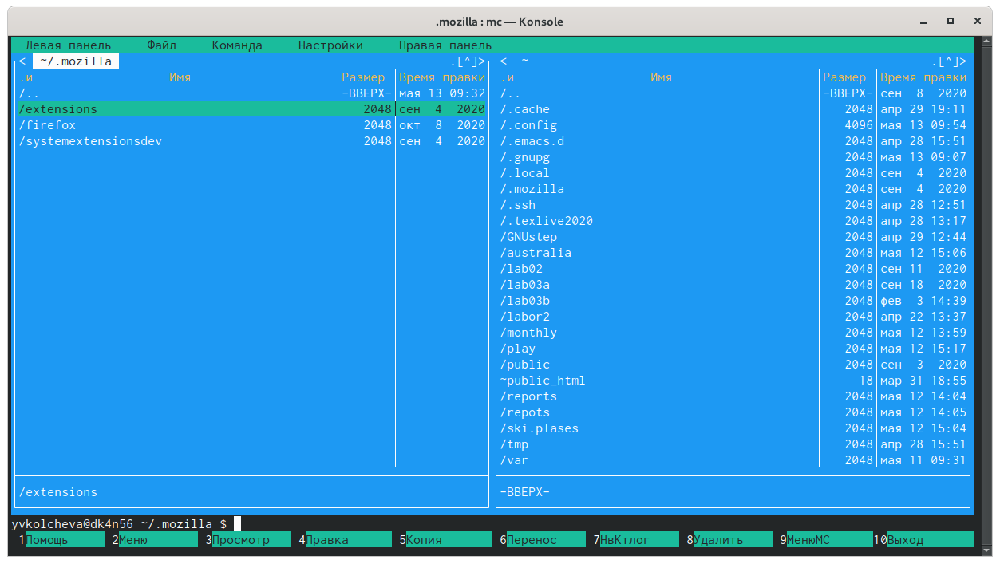 .mozilla : mc — Konsole
Левая панель Файл Команда Настройки Правая панель
<─ ~/.mozilla .[^]> <─ ~ .[^]>
.и Имя Размер Время правки .и Имя Размер Время правки
/.. -ВВЕРХ- мая 13 09:32 /.. -ВВЕРХ- сен 8 2020
/extensions 2048 сен 4 2020 /.cache 2048 апр 29 19:11
/firefox 2048 окт 8 2020 /.config 4096 мая 13 09:54
/systemextensionsdev 2048 сен 4 2020 /.emacs.d 2048 апр 28 15:51
/.gnupg 2048 мая 13 09:07
/.local 2048 сен 4 2020
/.mozilla 2048 сен 4 2020
/.ssh 2048 апр 28 12:51
/.texlive2020 2048 апр 28 13:17
/GNUstep 2048 апр 29 12:44
/australia 2048 мая 12 15:06
/lab02 2048 сен 11 2020
/lab03a 2048 сен 18 2020
/lab03b 2048 фев 3 14:39
/labor2 2048 апр 22 13:37
/monthly 2048 мая 12 13:59
/play 2048 мая 12 15:17
/public 2048 сен 3 2020
~public_html 18 мар 31 18:55
/reports 2048 мая 12 14:04
/repots 2048 мая 12 14:05
/ski.plases 2048 мая 12 15:04
/tmp 2048 апр 28 15:51
/var 2048 мая 11 09:31
/extensions -ВВЕРХ-
yvkolcheva@dk4n56 ~/.mozilla $
1Помощь 2Меню 3Просмотр 4Правка 5Копия 6Перенос 7НвКтлог 8Удалить 9МенюMC 10Выход